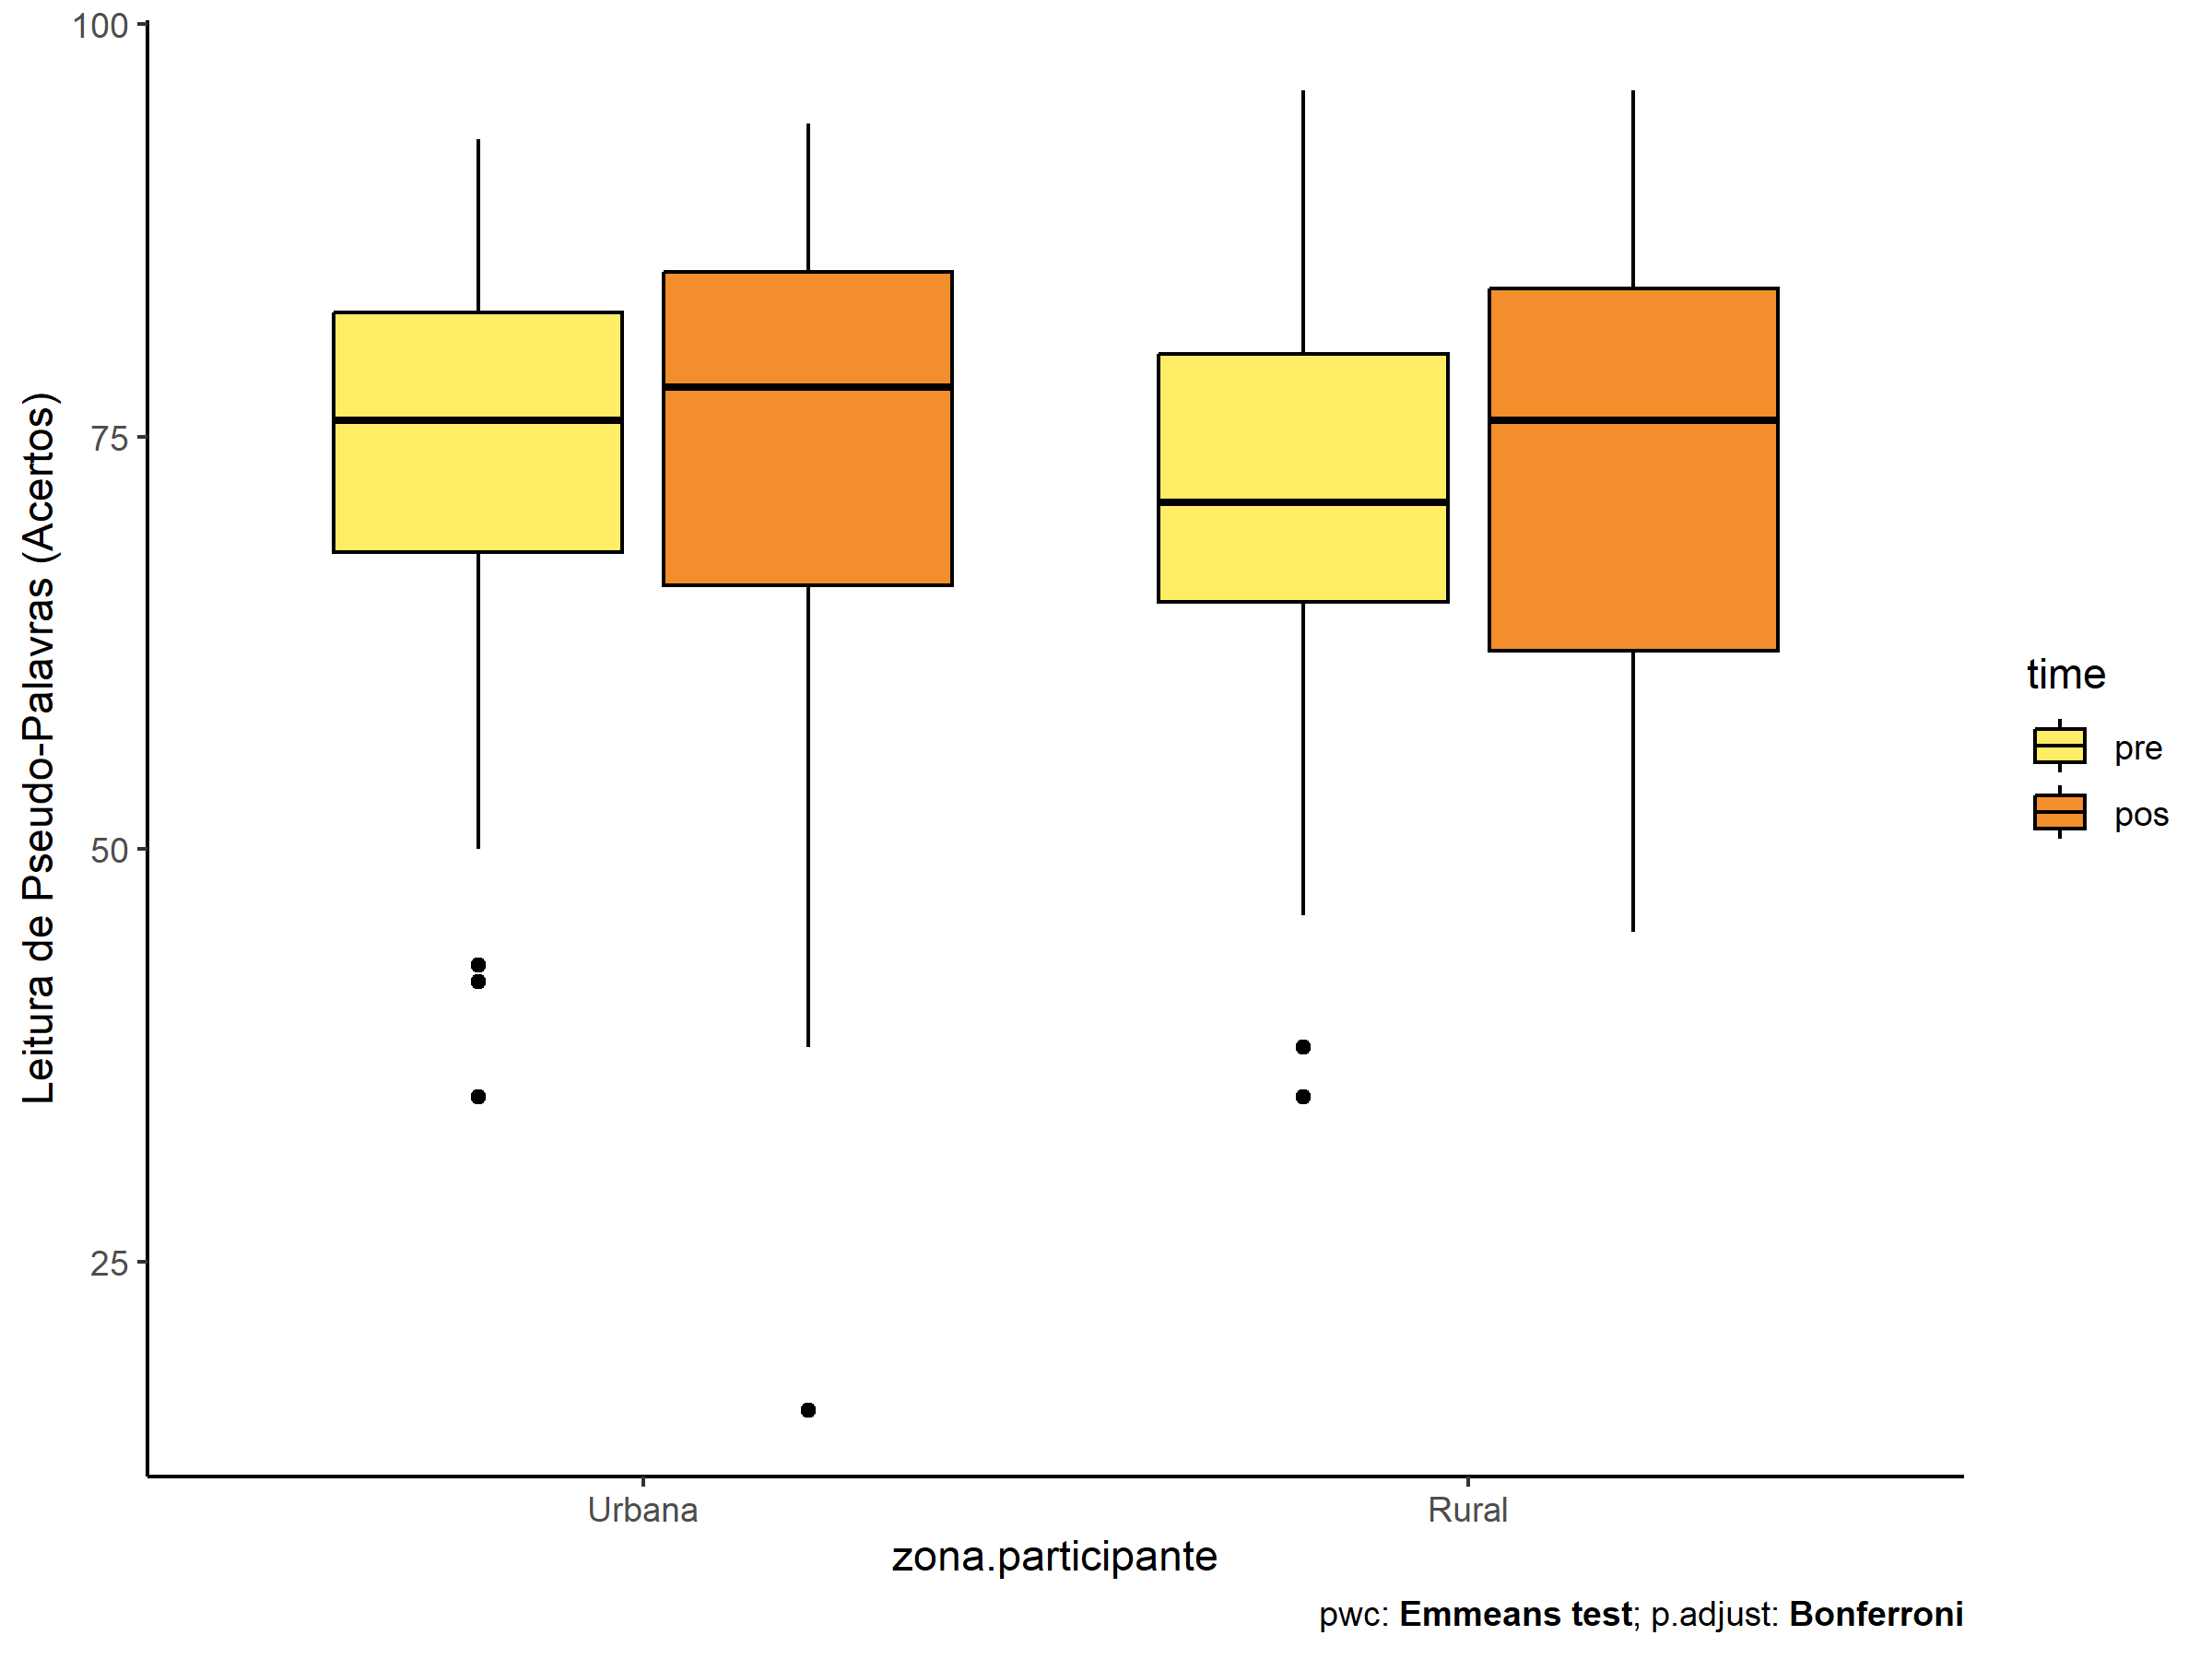 100
75
50
25
Leitura de Pseudo-Palavras (Acertos)
Urbana
Rural
zona.participante
time
pre
pos
pwc: Emmeans test; p.adjust: Bonferroni